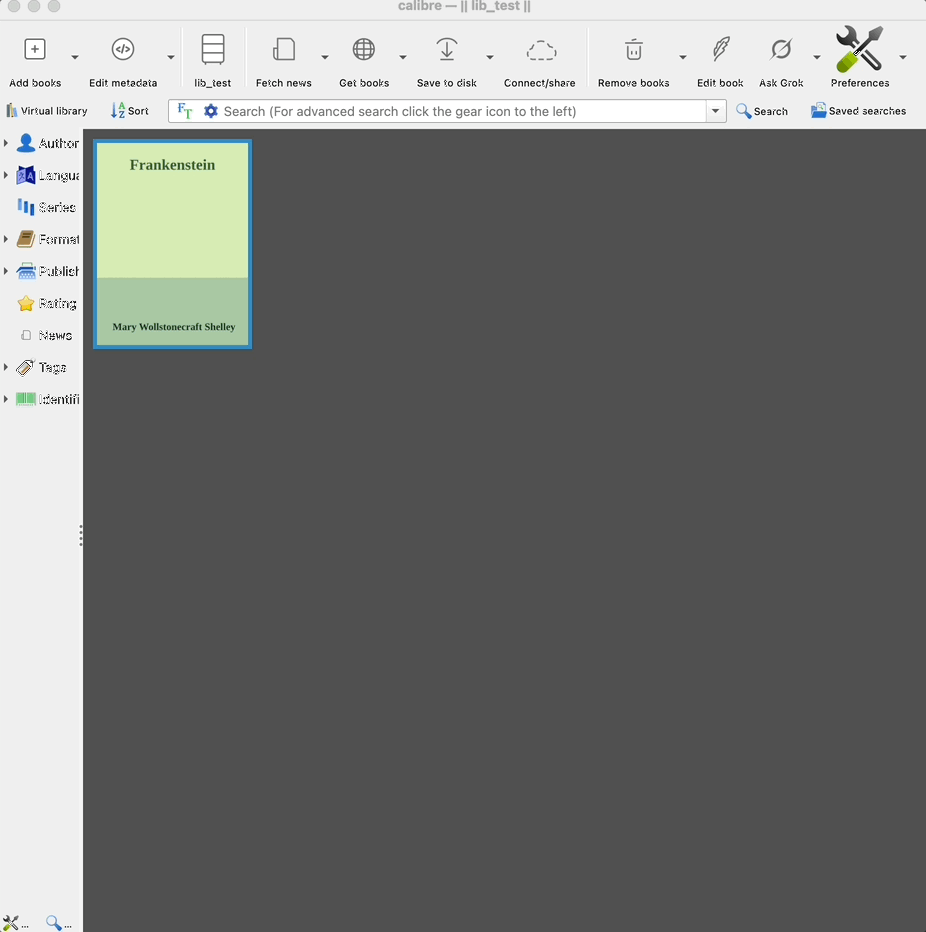 calibre — || lib_test ||
Add books
Edit metadata
lib_test
Fetch news
Get books
Save to disk
Connect/share
Remove books
Edit book
Ask Grok
Preferences
Virtual library
A
Z
Sort
FT
Search (For advanced search click the gear icon to the left)
Search
Saved searches
Author
Langua
Series
Format
Publish
Rating
News
Tags
Identifi
Frankenstein
Mary Wollstonecraft Shelley
...
...